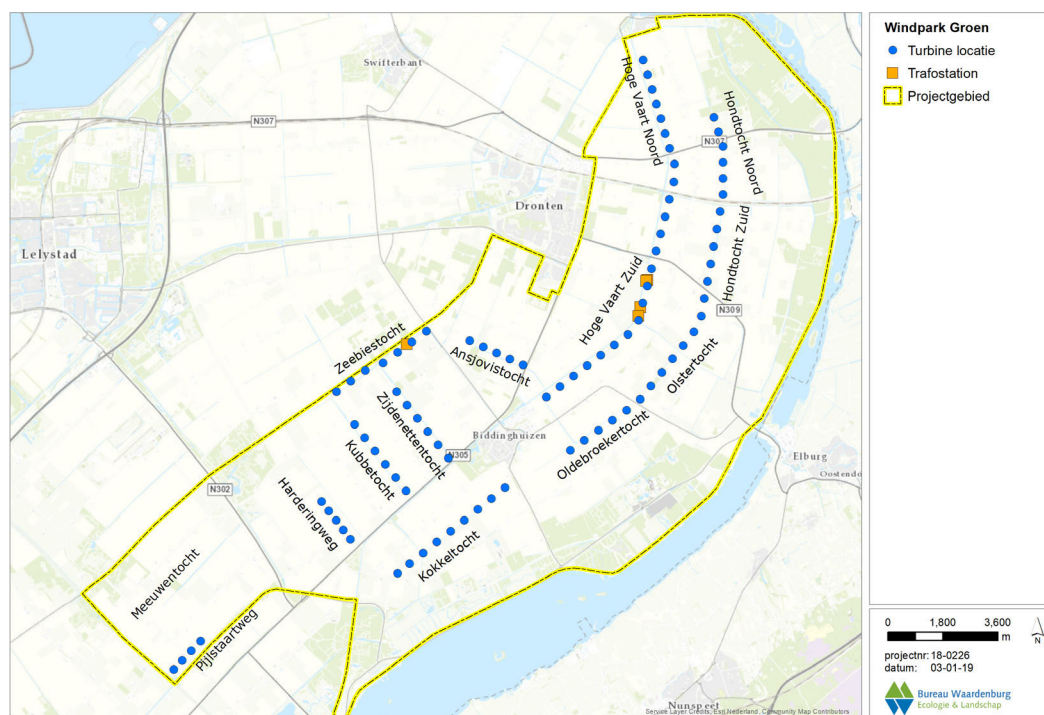 Swifterbant
N307
Hoge Vaart Noord
Hondtocht Noord
N307
Dronten
Lelystad
Hoge Vaart Zuid
Hondtocht Zuid
N309
Zeebiestocht
Ansjovistocht
Olstertocht
Zijdenettentocht
Kubbetocht
Biddinghuizen
Oldebroekertocht
N305
Elburg
Oostendo
N302
Harderingweg
Kokkeltocht
Meeuwentocht
Pijlstaartweg
Nunspeet
Service Layer Credits: Esri Nederland, Community Map Contributors
Windpark Groen
Turbine locatie
Trafostation
Projectgebied
0 1,800 3,600
m
N
projectnr: 18-0226
datum: 03-01-19
Bureau Waardenburg
Ecologie & Landschap